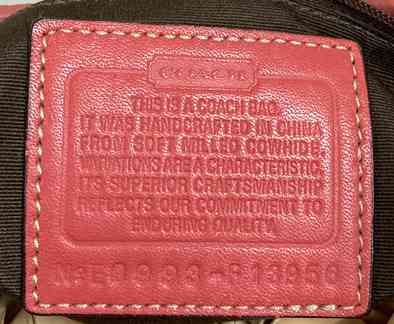 COACH
THIS IS A COACH BAG.
IT WAS HANDCRAFTED IN CHINA
FROM SOFT MILLED COWHIDE.
VARIATIONS ARE A CHARACTERISTIC.
ITS SUPERIOR CRAFTSMANSHIP
REFLECTS OUR COMMITMENT TO
ENDURING QUALITY.